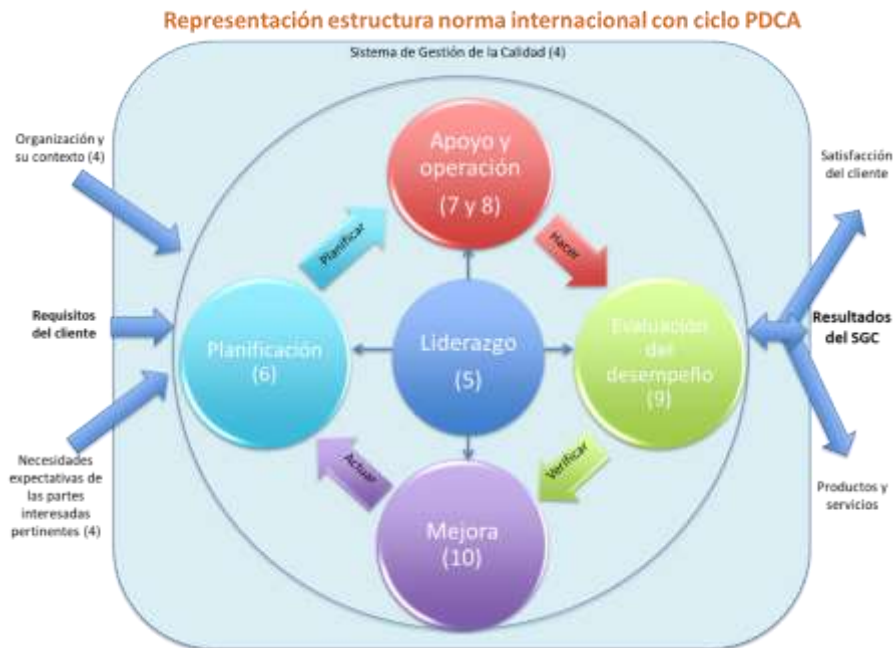 Representación estructura norma internacional con ciclo PDCA
Sistema de Gestión de la Calidad (4)
Organización y
su contexto (4)
Requisitos
del cliente
Necesidades
expectativas de
las partes
interesadas
pertinentes (4)
Apoyo y
operación
(7 y 8)
Planificar
Hacer
Planificación
(6)
Liderazgo
(5)
Evaluación
del
desempeño
(9)
Actuar
Verificar
Mejora
(10)
Satisfacción
del cliente
Resultados
del SGC
Productos y
servicios